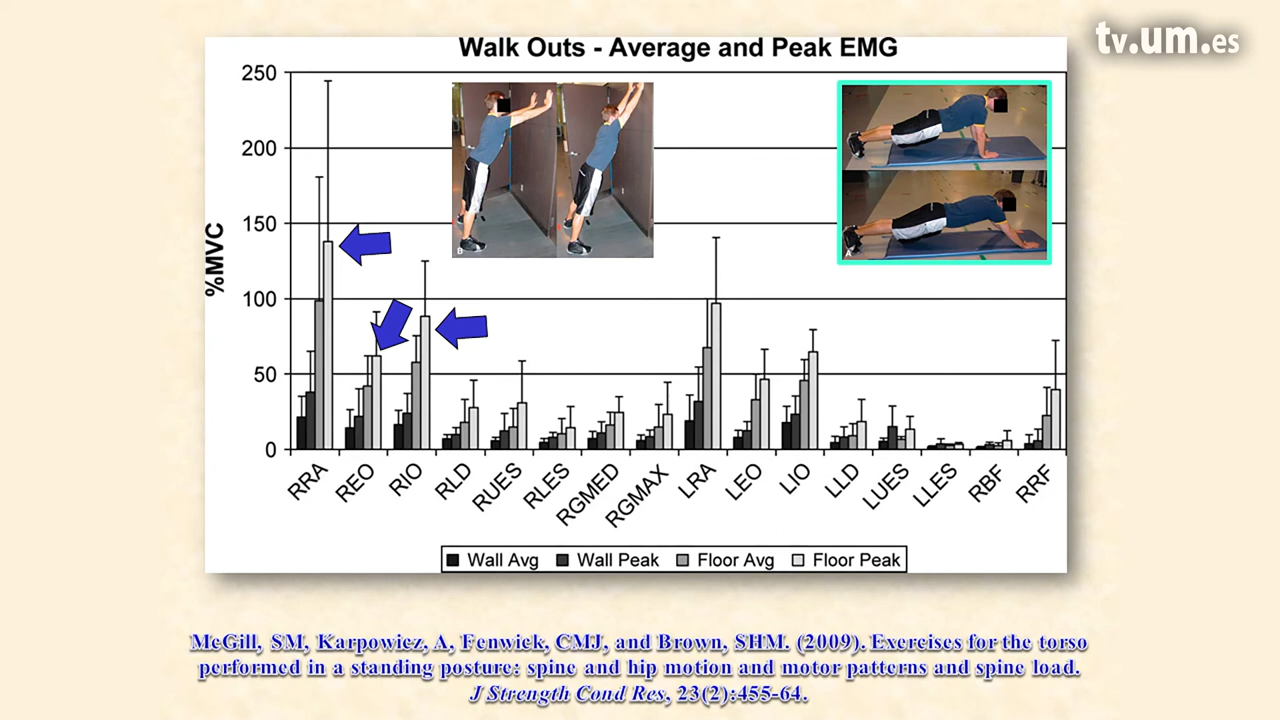 tv.um.es
Walk Outs - Average and Peak EMG
%MVC
250
200
150
100
50
0
RRA
REO
RIO
RLD
RUES
RLES
RGMED
RGMAX
LRA
LEO
LIO
LLD
LUES
LLES
RBF
RRF
B
A
Wall Avg Wall Peak Floor Avg Floor Peak
McGill, SM, Karpowicz, A, Fenwick, CMJ, and Brown, SHM. (2009). Exercises for the torso
performed in a standing posture: spine and hip motion and motor patterns and spine load.
J Strength Cond Res, 23(2):455-64.